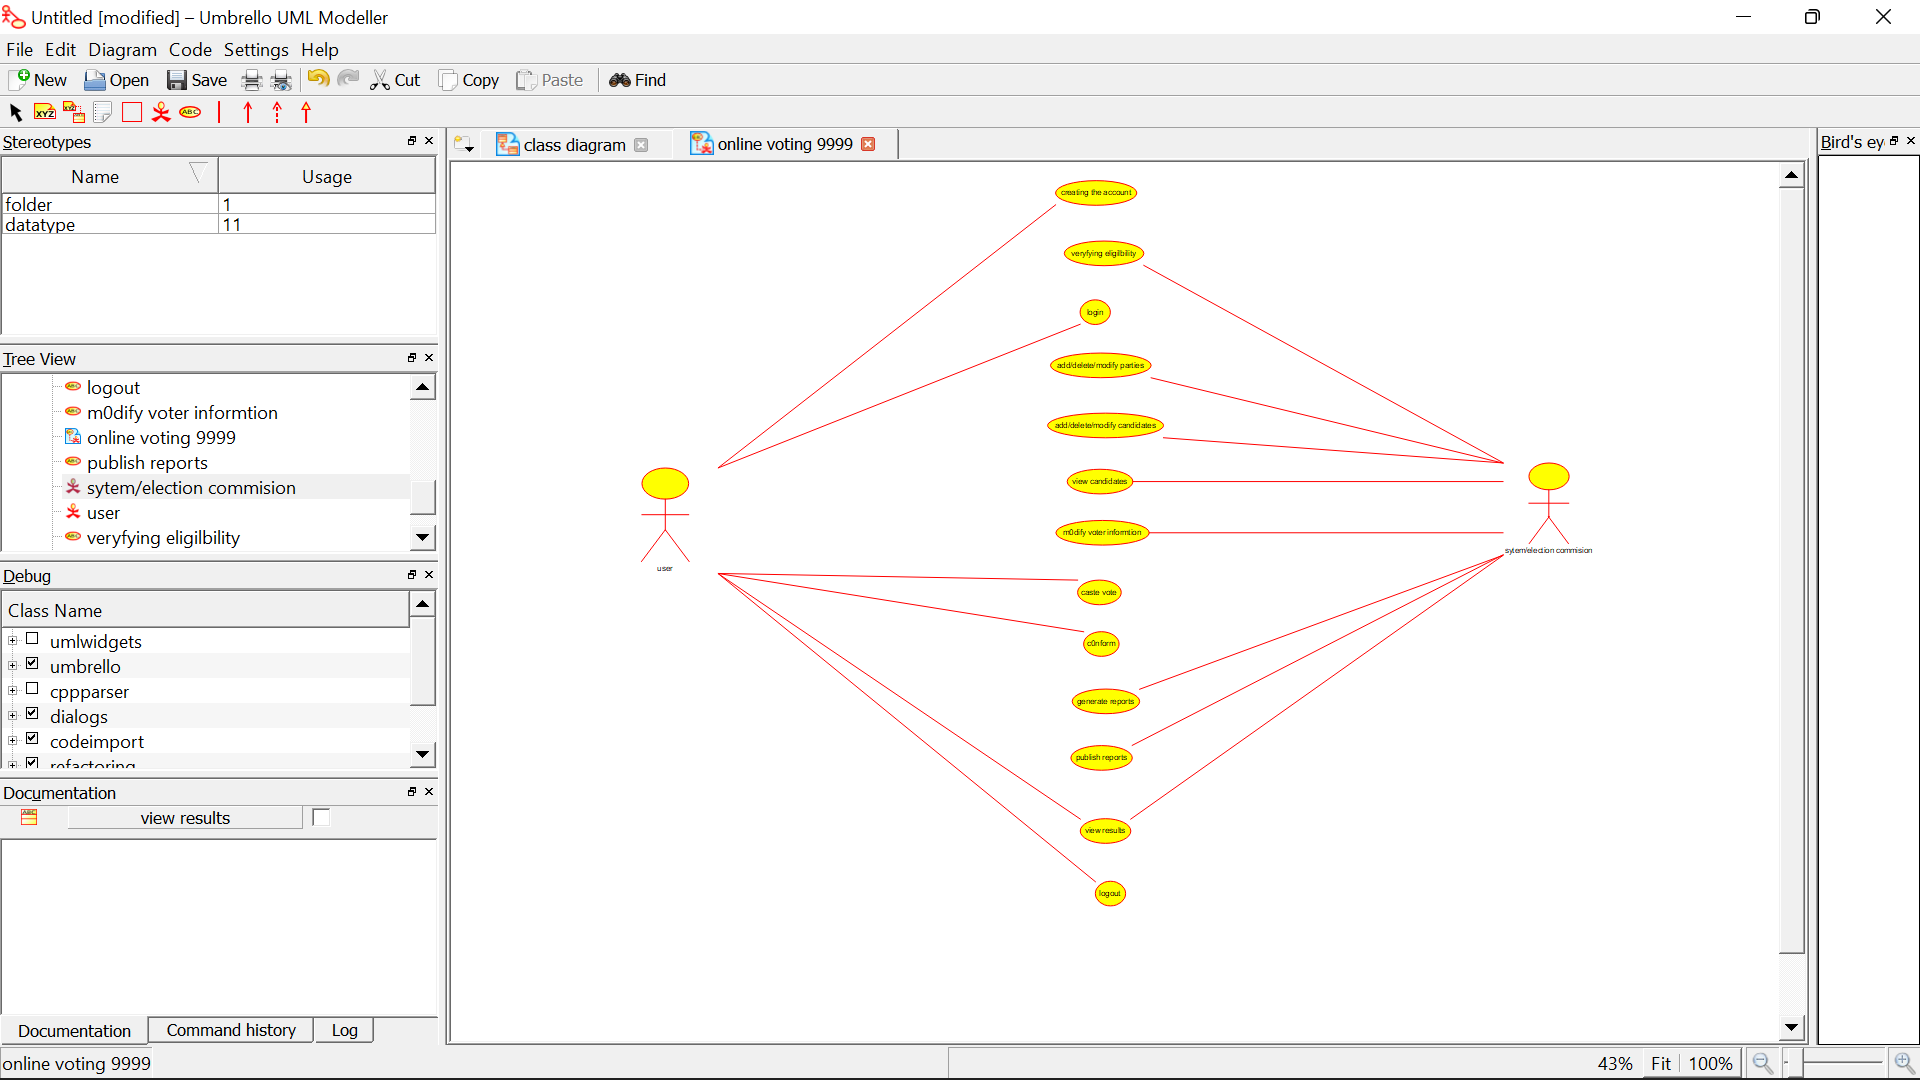 Untitled [modified] – Umbrello UML Modeller
File Edit Diagram Code Settings Help
New Open Save Cut Copy Paste Find
XYZ XYZ ABC
Stereotypes
Name Usage
folder 1
datatype 11
Tree View
logout
m0dify voter informtion
online voting 9999
publish reports
sytem/election commision
user
veryfying eligilbility
Debug
Class Name
umlwidgets
umbrello
cppparser
dialogs
codeimport
refactoring
Documentation
view results
Documentation Command history Log
online voting 9999
class diagram online voting 9999
creating the account
veryfying eligilbility
login
add/delete/modify parties
add/delete/modify candidates
view candidates
m0dify voter informtion
caste vote
c0nform
generate reports
publish reports
view results
logout
user
sytem/election commision
Bird's ey
43% Fit 100%